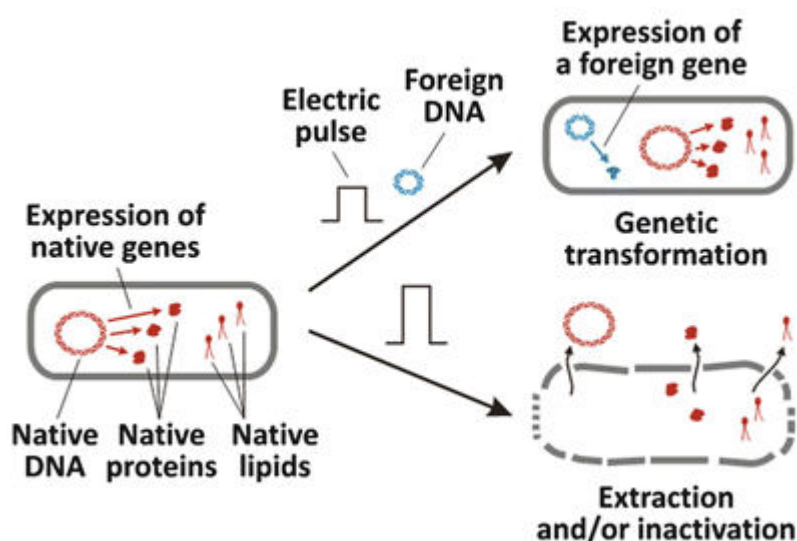 Expression of
a foreign gene
Electric
pulse
Foreign
DNA
Expression of
native genes
Genetic
transformation
Native
DNA
Native
proteins
Native
lipids
Extraction
and/or inactivation